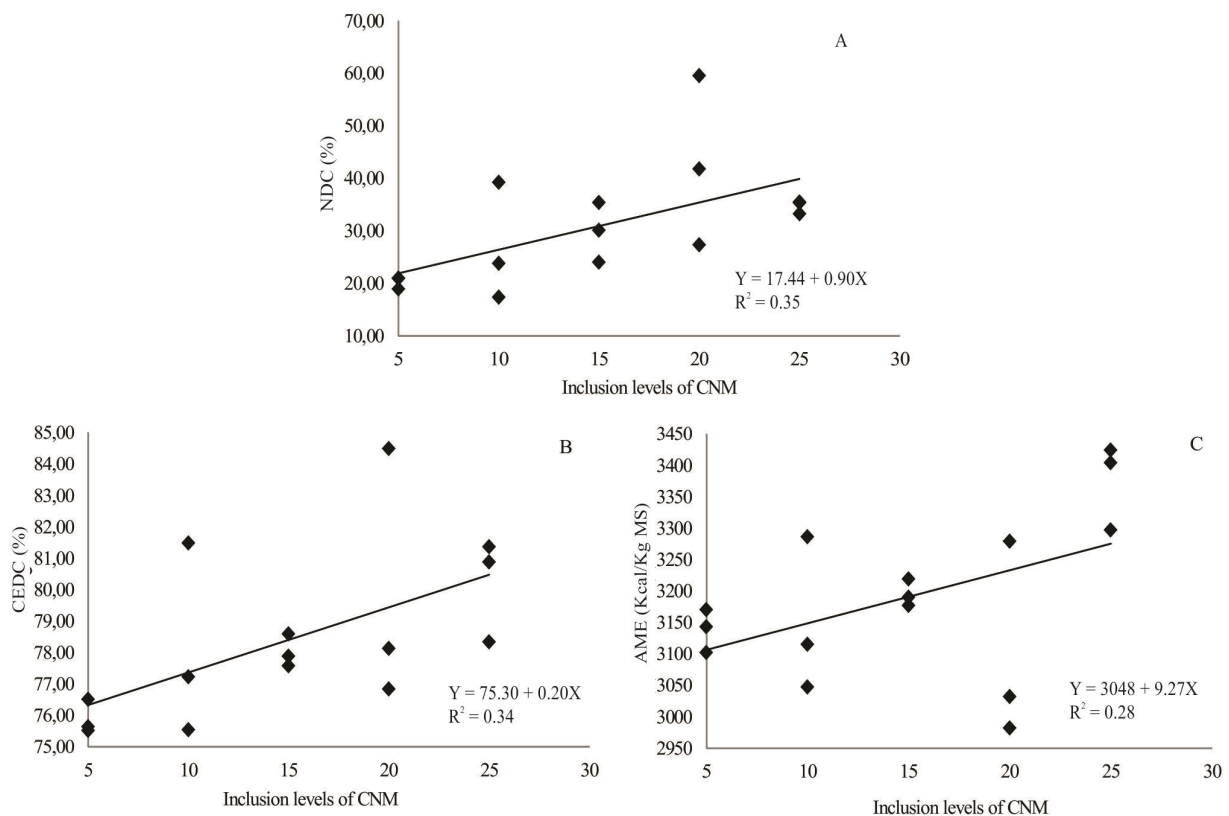 A
NDC (%)
70,00
60,00
50,00
40,00
30,00
20,00
10,00
Y = 17.44 + 0.90X
R² = 0.35
5 10 15 20 25 30
Inclusion levels of CNM
B
CEDC (%)
85,00
84,00
83,00
82,00
81,00
80,00
79,00
78,00
77,00
76,00
75,00
Y = 75.30 + 0.20X
R² = 0.34
5 10 15 20 25 30
Inclusion levels of CNM
C
AME (Kcal/Kg MS)
3450
3400
3300
3250
3200
3150
3100
3050
3000
2950
Y = 3048 + 9.27X
R² = 0.28
5 10 15 20 25 30
Inclusion levels of CNM